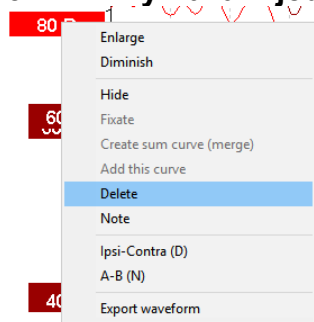 80
Enlarge
Diminish
Hide
60
Fixate
Create sum curve (merge)
Add this curve
Delete
Note
Ipsi-Contra (D)
A-B (N)
40
Export waveform